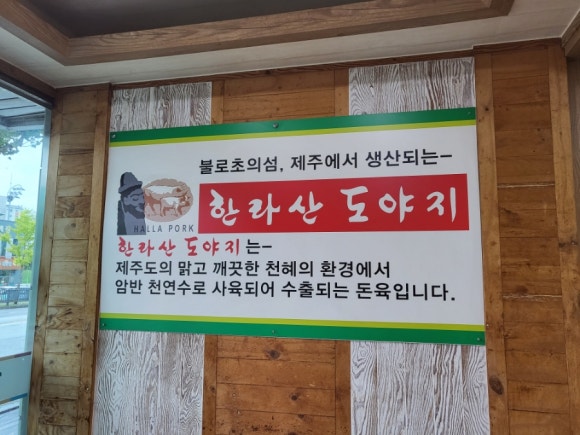 불로초의섬, 제주에서 생산되는-
한라산 도야지
HALLA PORK
한라산 도야지는-
제주도의 맑고 깨끗한 천혜의 환경에서
암반 천연수로 사육되어 수출되는 돈육입니다.